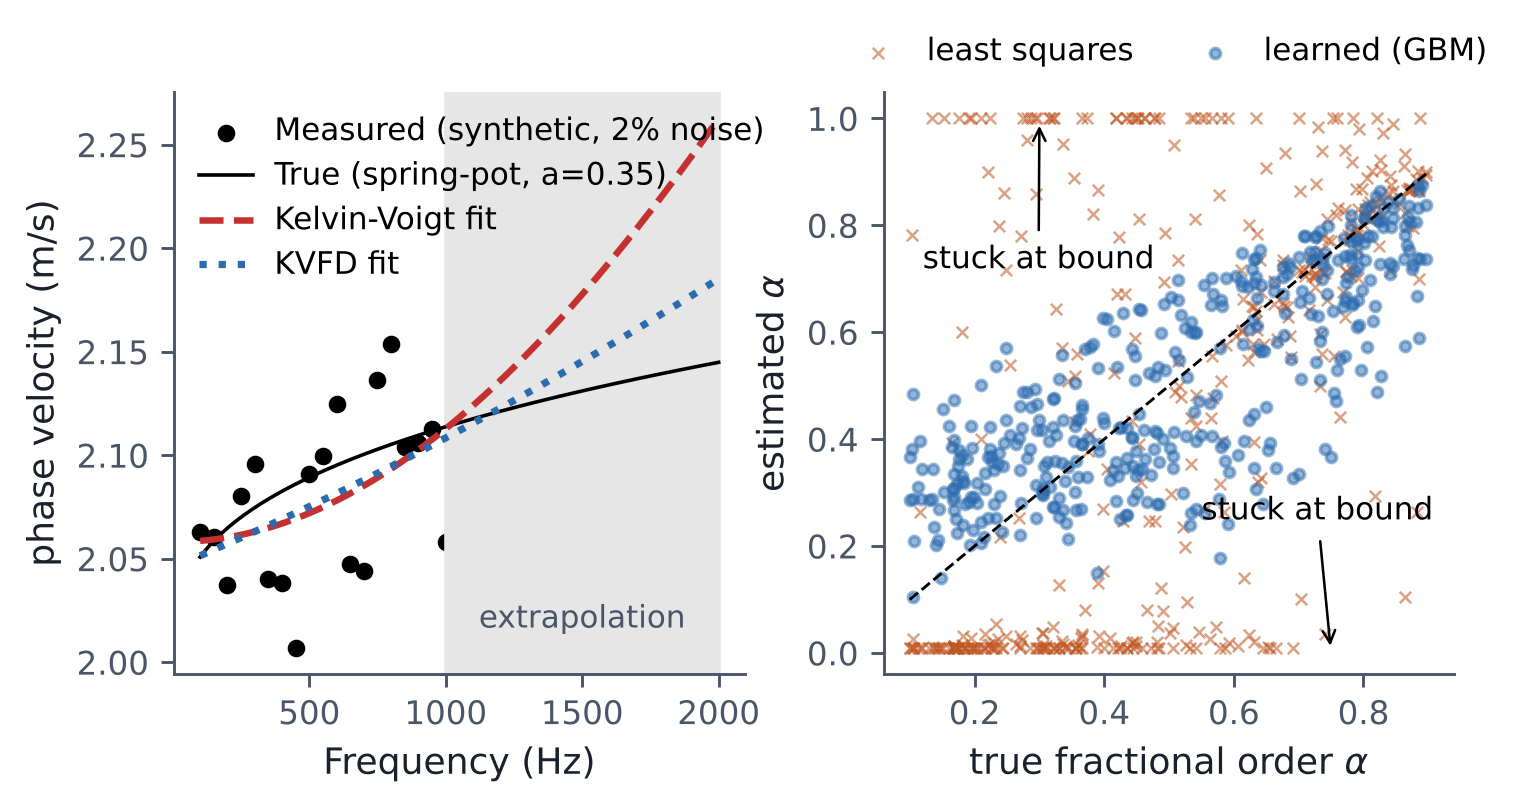 least squares
learned (GBM)
Measured (synthetic, 2% noise)
True (spring-pot, a=0.35)
Kelvin-Voigt fit
KVFD fit
extrapolation
2.25
2.20
2.15
2.10
2.05
2.00
phase velocity (m/s)
500
1000
1500
2000
Frequency (Hz)
1.0
0.8
0.6
0.4
0.2
0.0
estimated α
stuck at bound
stuck at bound
0.2
0.4
0.6
0.8
true fractional order α